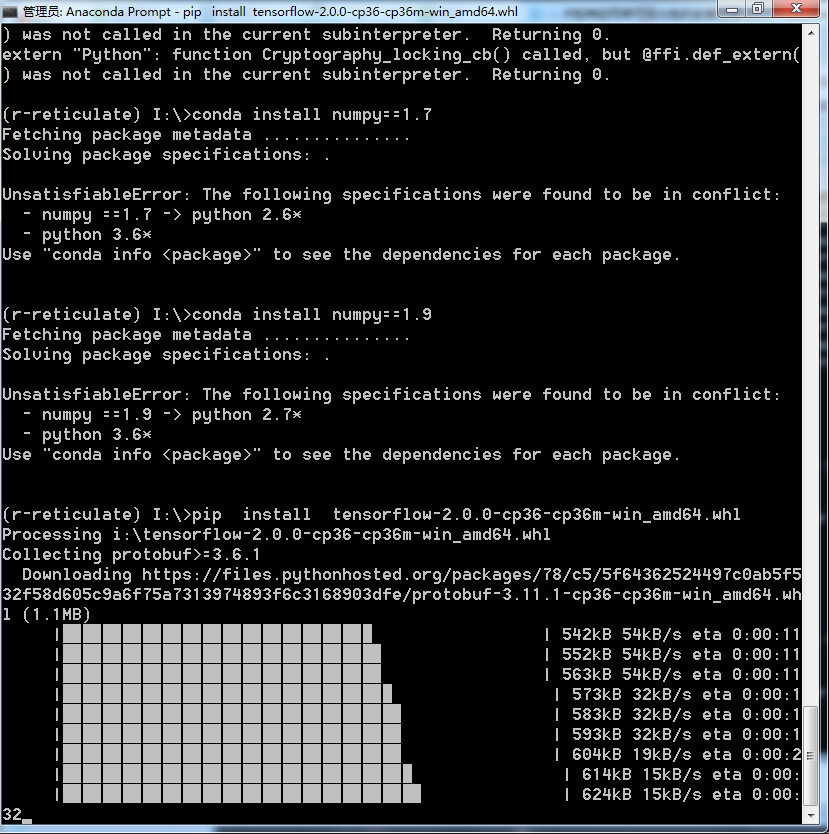 管理员: Anaconda Prompt - pip   install  tensorflow-2.0.0-cp36-cp36m-win_amd64.whl
) was not called in the current subinterpreter.  Returning 0.
extern "Python": function Cryptography_locking_cb() called, but @ffi.def_extern(
) was not called in the current subinterpreter.  Returning 0.
(r-reticulate) I:\>conda install numpy==1.7
Fetching package metadata ...............
Solving package specifications: .
UnsatisfiableError: The following specifications were found to be in conflict:
  - numpy ==1.7 -> python 2.6*
  - python 3.6*
Use "conda info <package>" to see the dependencies for each package.
(r-reticulate) I:\>conda install numpy==1.9
Fetching package metadata ...............
Solving package specifications: .
UnsatisfiableError: The following specifications were found to be in conflict:
  - numpy ==1.9 -> python 2.7*
  - python 3.6*
Use "conda info <package>" to see the dependencies for each package.
(r-reticulate) I:\>pip  install  tensorflow-2.0.0-cp36-cp36m-win_amd64.whl
Processing i:\tensorflow-2.0.0-cp36-cp36m-win_amd64.whl
Collecting protobuf>=3.6.1
  Downloading https://files.pythonhosted.org/packages/78/c5/5f64362524497c0ab5f5
32f58d605c9a6f75a7313974893f6c3168903dfe/protobuf-3.11.1-cp36-cp36m-win_amd64.wh
l (1.1MB)
| | 542kB 54kB/s eta 0:00:11
| | 552kB 54kB/s eta 0:00:11
| | 563kB 54kB/s eta 0:00:11
| | 573kB 32kB/s eta 0:00:1
| | 583kB 32kB/s eta 0:00:1
| | 593kB 32kB/s eta 0:00:1
| | 604kB 19kB/s eta 0:00:2
| | 614kB 15kB/s eta 0:00:
| | 624kB 15kB/s eta 0:00:
32_